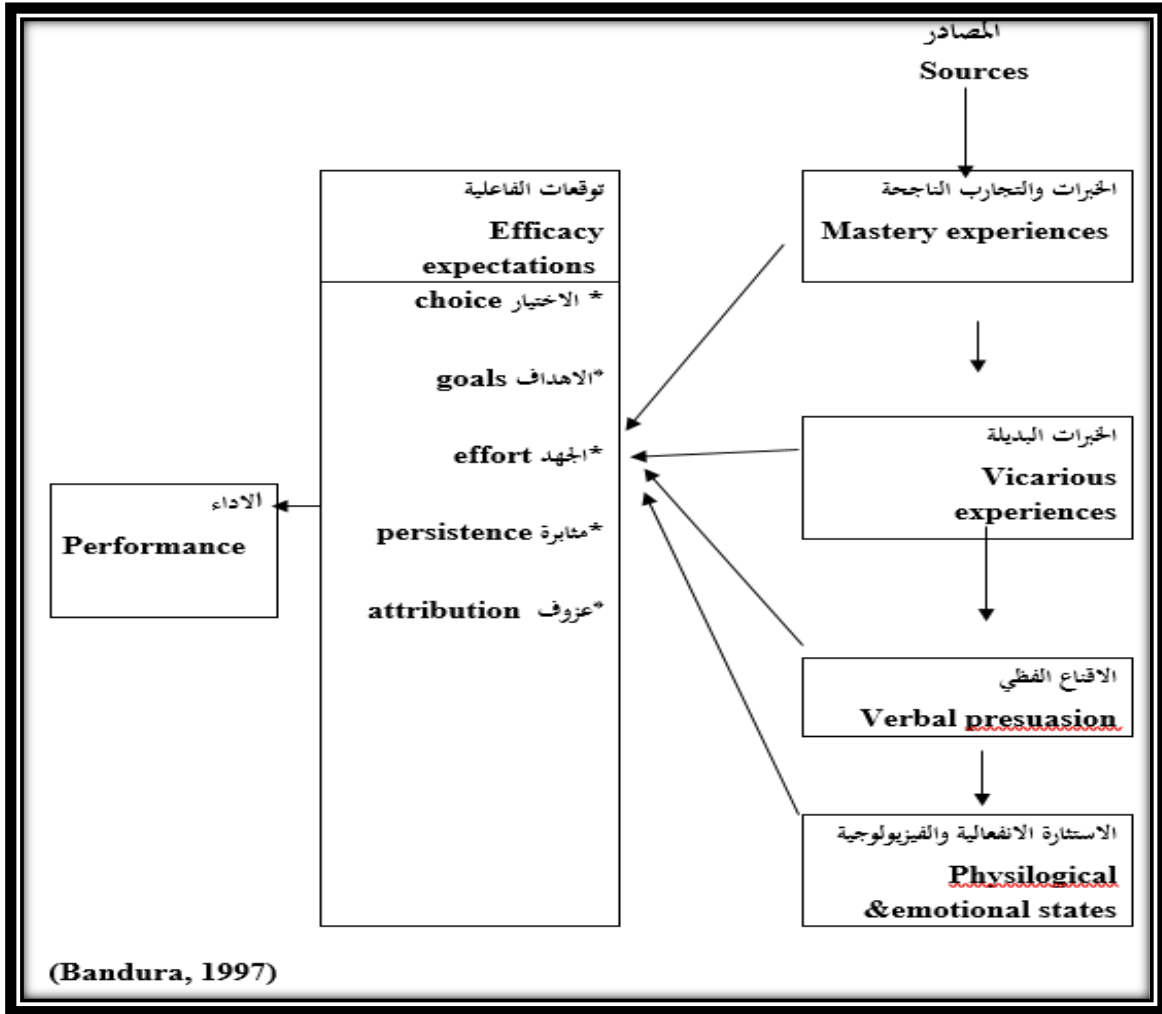 المصادر
Sources
الخبرات والتجارب الناجحة
Mastery experiences
الخبرات البديلة
Vicarious
experiences
الاقناع الفظي
Verbal presuasion
الاستثارة الانفعالية والفيزيولوجية
Physilogical
&emotional states
توقعات الفاعلية
Efficacy
expectations
* الاختيار choice
*الاهداف goals
*الجهد effort
*مثابرة persistence
*عزوف attribution
الاداء
Performance
(Bandura, 1997)